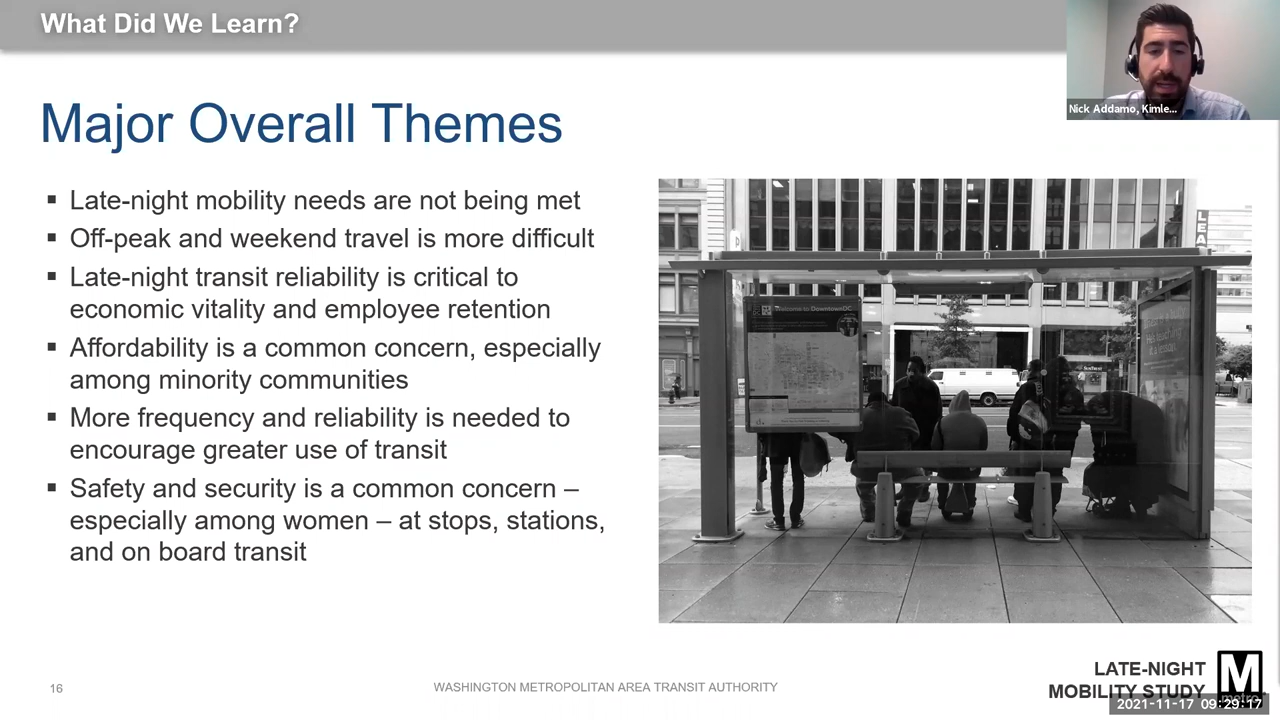 What Did We Learn?
Nick Addamo, Kimle...
Major Overall Themes
▪ Late-night mobility needs are not being met
▪ Off-peak and weekend travel is more difficult
▪ Late-night transit reliability is critical to
economic vitality and employee retention
▪ Affordability is a common concern, especially
among minority communities
▪ More frequency and reliability is needed to
encourage greater use of transit
▪ Safety and security is a common concern –
especially among women – at stops, stations,
and on board transit
Welcome to DowntownDC
16
WASHINGTON METROPOLITAN AREA TRANSIT AUTHORITY
LATE-NIGHT
MOBILITY STUDY
M
metro
2021-11-17 09:29:17